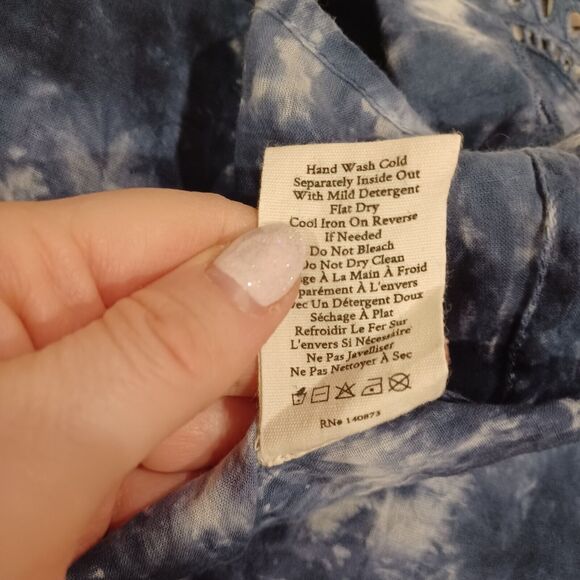 Hand Wash Cold
Separately Inside Out
With Mild Detergent
Flat Dry
Cool Iron On Reverse
If Needed
Do Not Bleach
Do Not Dry Clean
À La Main À Froid
À L'envers
Un Détergent Doux
Séchage À Plat
Refroidir Le Fer Sur
L'envers Si Nécessaire
Ne Pas Javelliser
Ne Pas Nettoyer À Sec
RN# 140873